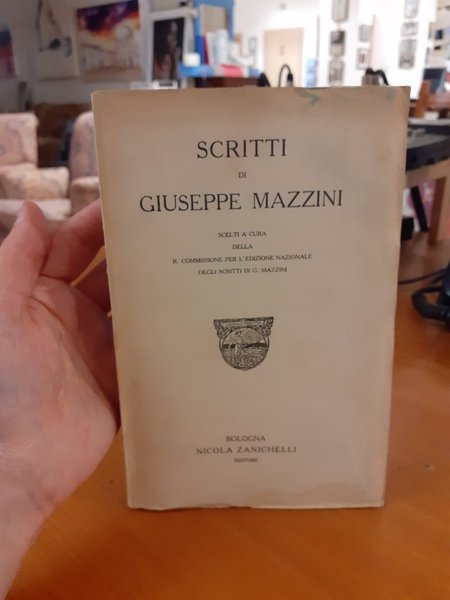 SCRITTI
DI
GIUSEPPE MAZZINI
SCELTI A CURA
DELLA
R. COMMISSIONE PER L'EDIZIONE NAZIONALE
DEGLI SCRITTI DI G. MAZZINI
BOLOGNA
NICOLA ZANICHELLI
EDITORE